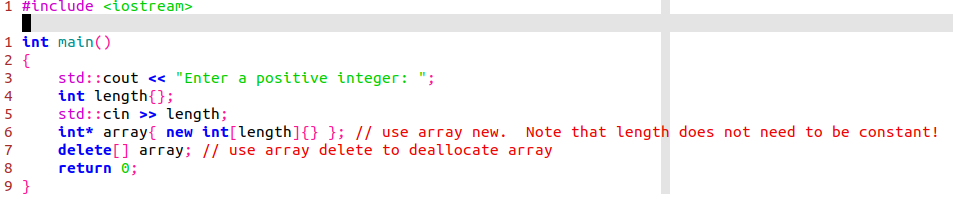 1 #include <iostream>
1 int main()
2 {
3     std::cout << "Enter a positive integer: ";
4     int length{};
5     std::cin >> length;
6     int* array{ new int[length]{} }; // use array new.  Note that length does not need to be constant!
7     delete[] array; // use array delete to deallocate array
8     return 0;
9 }